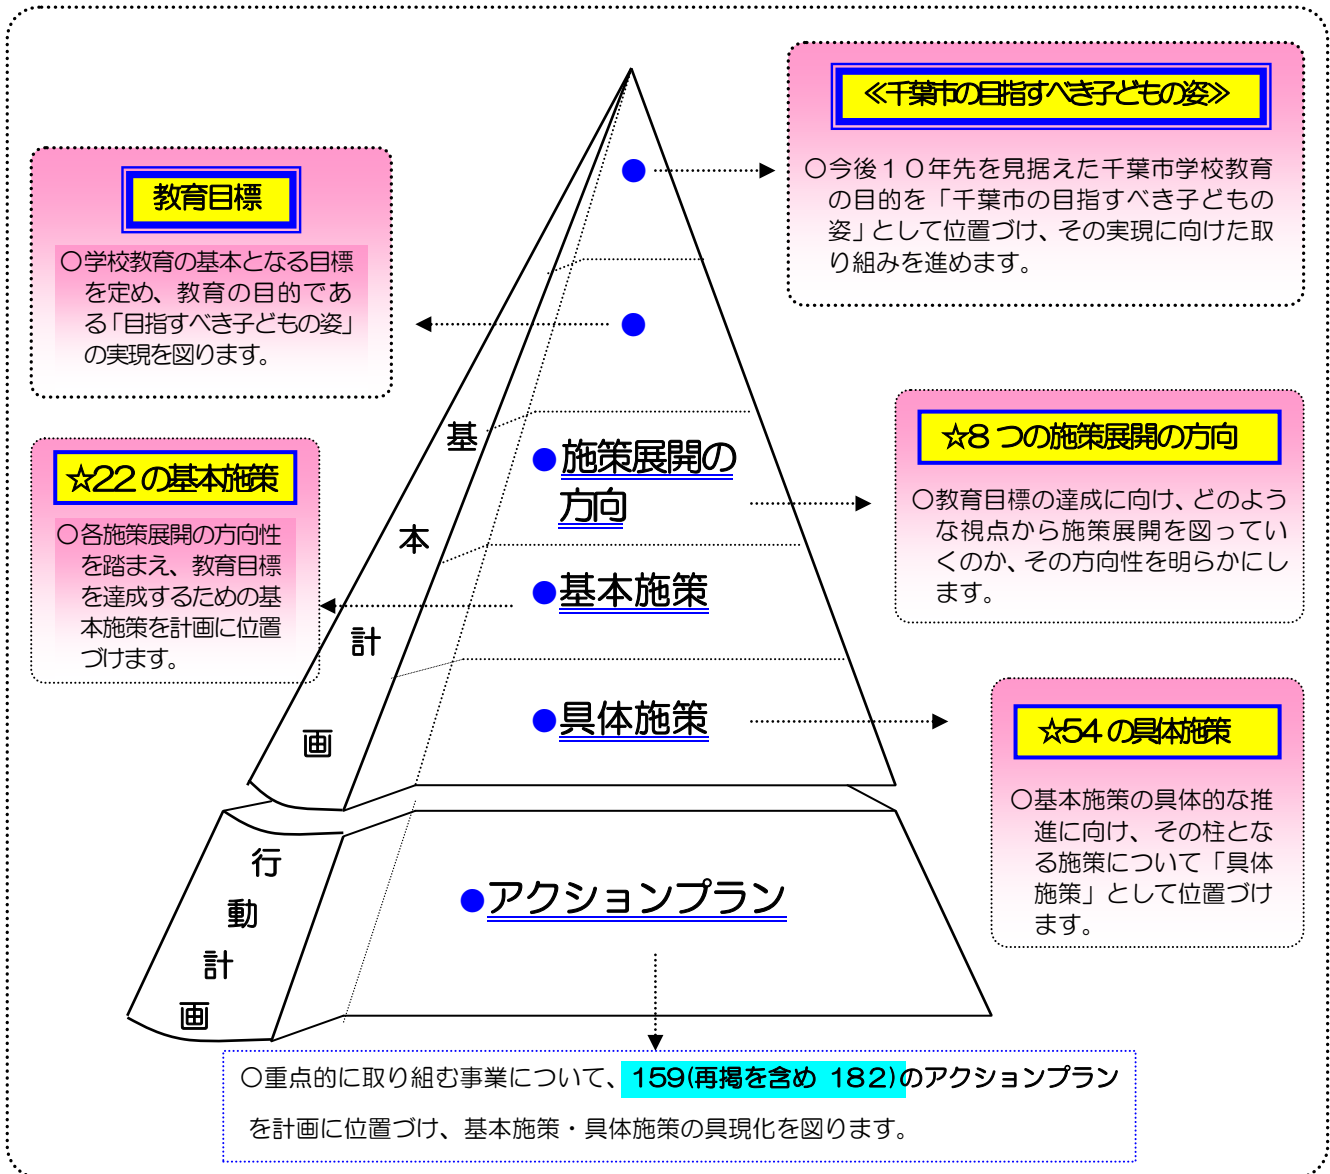 ≪千葉市の目指すべき子どもの姿≫
○今後10年先を見据えた千葉市学校教育
の目的を「千葉市の目指すべき子どもの
姿」として位置づけ、その実現に向けた取
り組みを進めます。
教育目標
○学校教育の基本となる目標
を定め、教育の目的であ
る「目指すべき子どもの姿」
の実現を図ります。
☆8つの施策展開の方向
○教育目標の達成に向け、どのよう
な視点から施策展開を図ってい
くのか、その方向性を明らかにし
ます。
☆22の基本施策
○各施策展開の方向性
を踏まえ、教育目標
を達成するための基
本施策を計画に位置
づけます。
☆54の具体施策
○基本施策の具体的な推
進に向け、その柱とな
る施策について「具体
施策」として位置づけ
ます。
基
本
計
画
●施策展開の
方向
●基本施策
●具体施策
行
動
計
画
●アクションプラン
○重点的に取り組む事業について、159(再掲を含め 182)のアクションプラン
を計画に位置づけ、基本施策・具体施策の具現化を図ります。